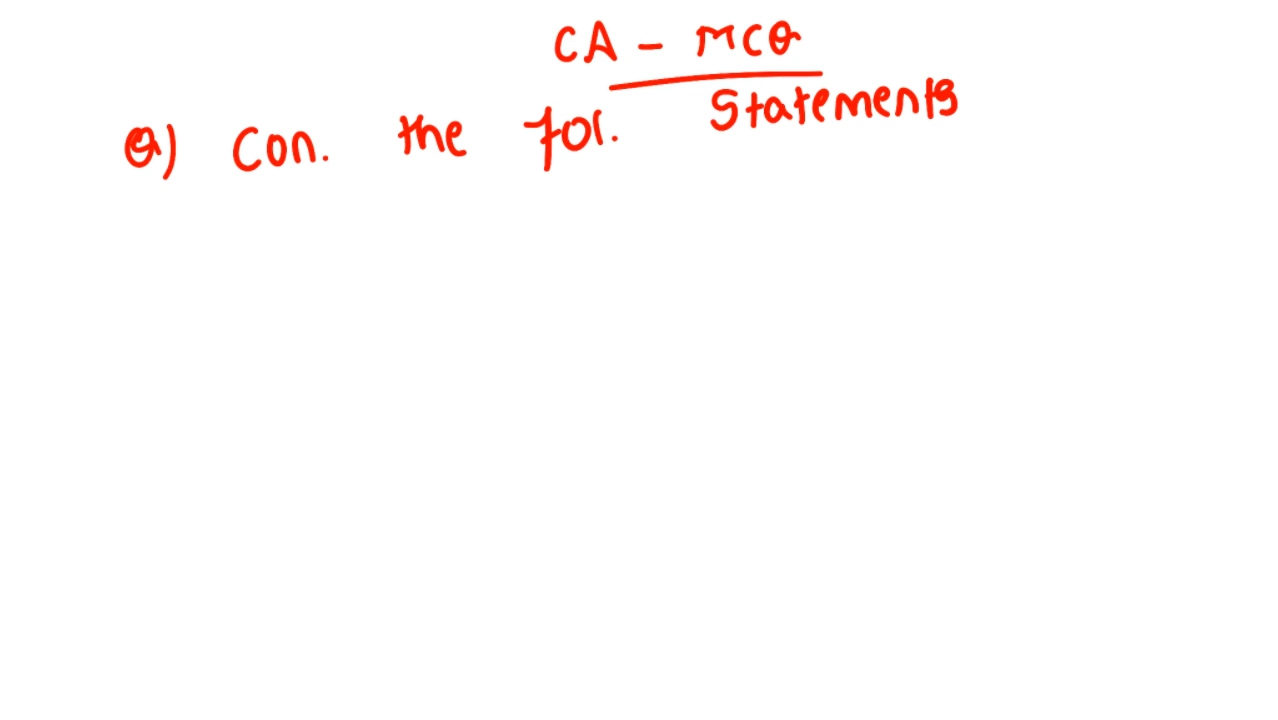 CA - MCQ
Q) Con. the fol. Statements